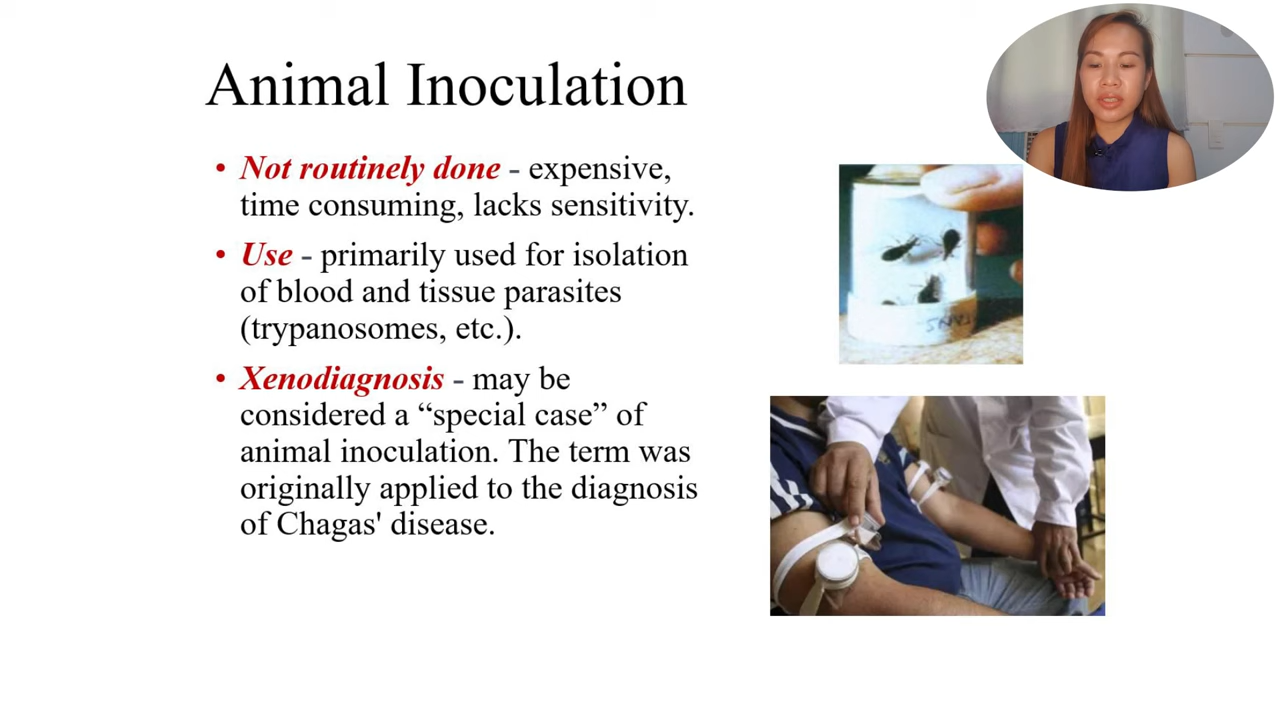 Animal Inoculation
• Not routinely done - expensive,
time consuming, lacks sensitivity.
• Use - primarily used for isolation
of blood and tissue parasites
(trypanosomes, etc.).
• Xenodiagnosis - may be
considered a “special case” of
animal inoculation. The term was
originally applied to the diagnosis
of Chagas' disease.